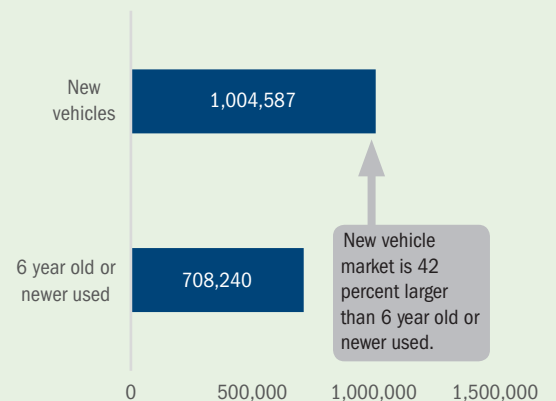 New
vehicles
1,004,587
6 year old or
newer used
708,240
New vehicle
market is 42
percent larger
than 6 year old or
newer used.
0 500,000 1,000,000 1,500,000